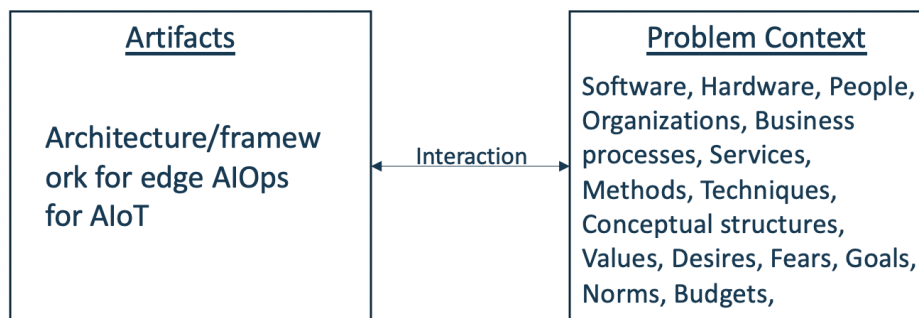 Artifacts
Architecture/framew
ork for edge AIOps
for AIoT
Interaction
Problem Context
Software, Hardware, People,
Organizations, Business
processes, Services,
Methods, Techniques,
Conceptual structures,
Values, Desires, Fears, Goals,
Norms, Budgets,